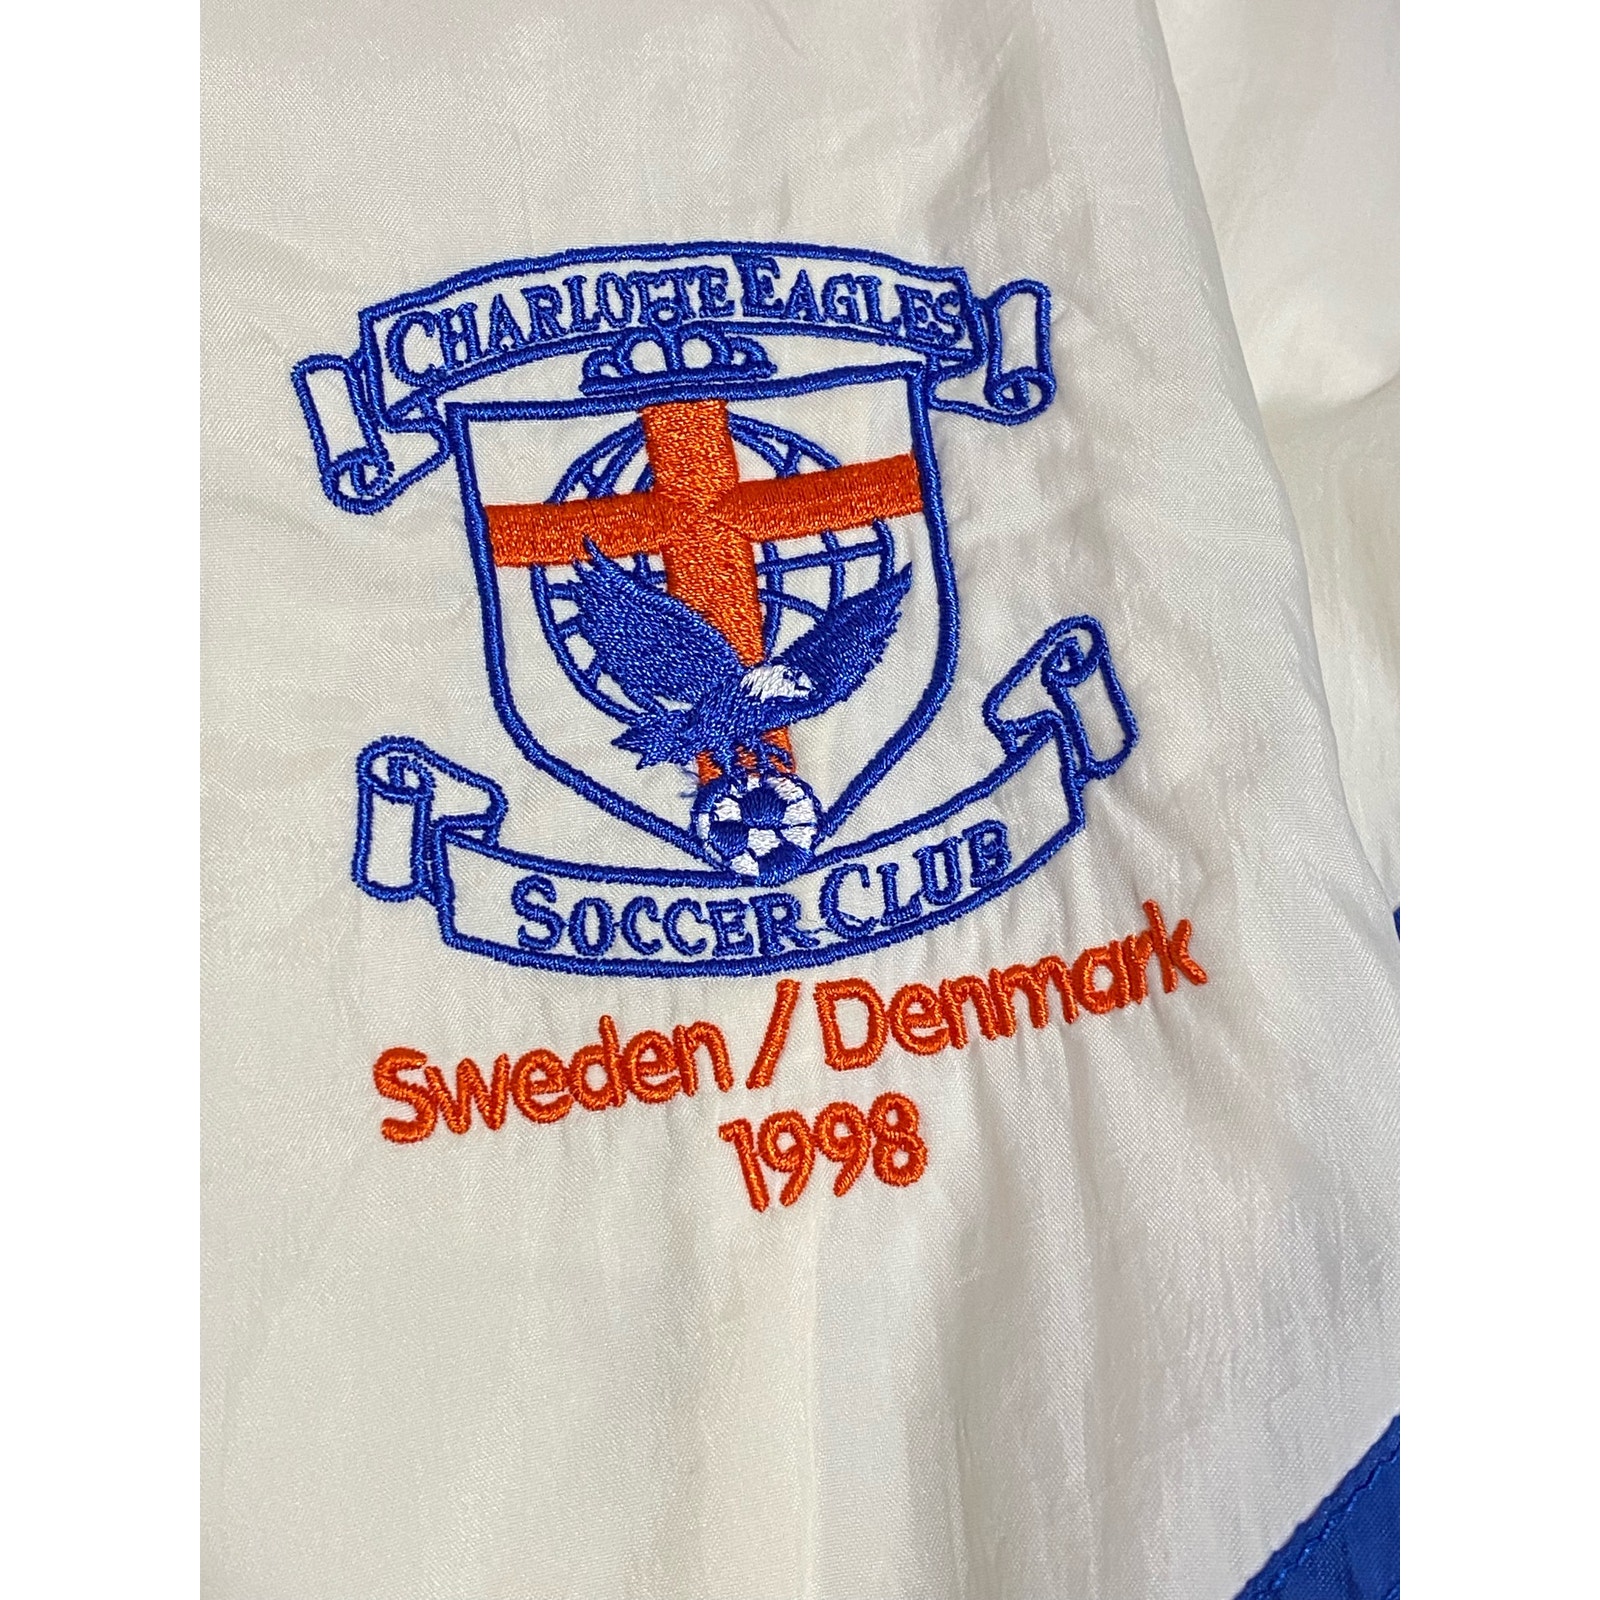 CHARLOTTE EAGLES
SOCCER CLUB
Sweden/Denmark
1998